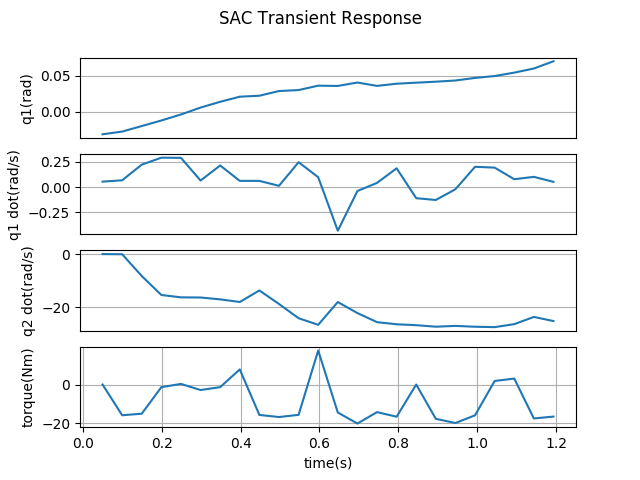 SAC Transient Response
0.05
0.00
q1(rad)
0.25
0.00
−0.25
q1 dot(rad/s)
0
−20
q2 dot(rad/s)
0
−20
torque(Nm)
0.0 0.2 0.4 0.6 0.8 1.0 1.2
time(s)